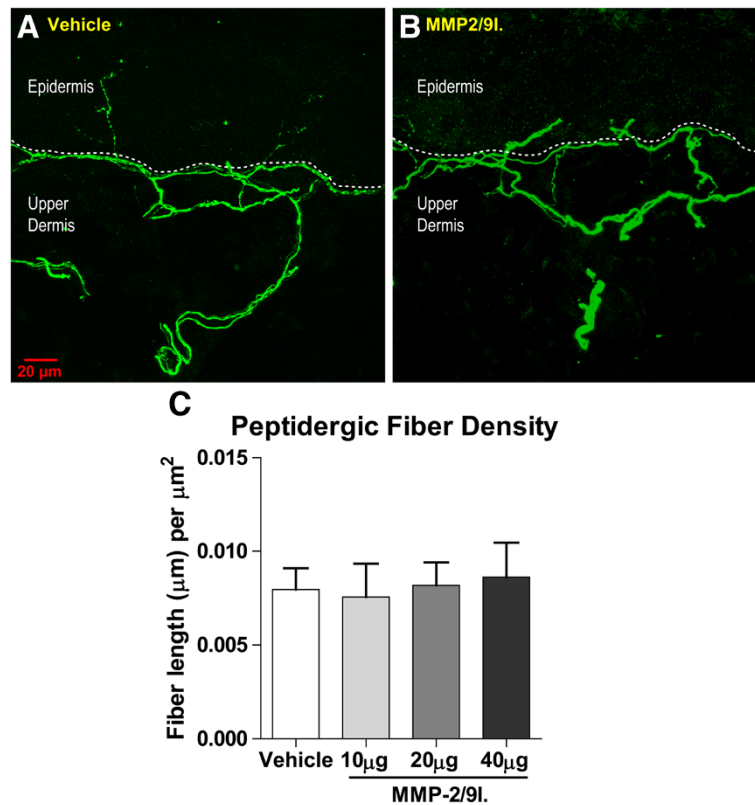 A Vehicle
Epidermis
Upper
Dermis
20 μm
B MMP2/9I.
Epidermis
Upper
Dermis
C
Peptidergic Fiber Density
Fiber length (μm) per μm²
0.015
0.010
0.005
0.000
Vehicle 10μg 20μg 40μg
MMP-2/9I.